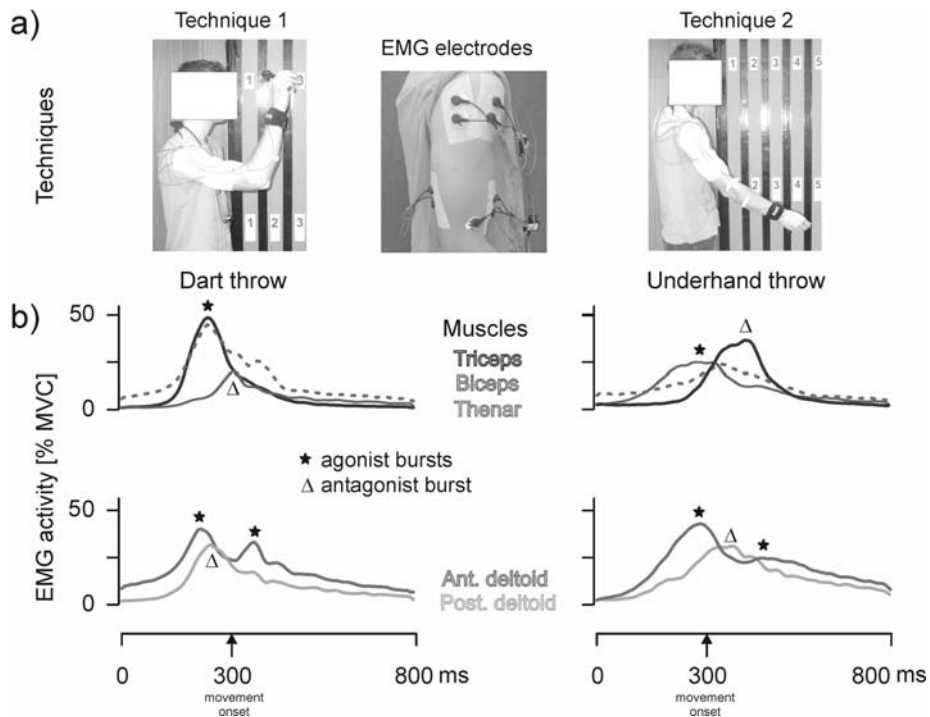 a)
Technique 1
EMG electrodes
Technique 2
Techniques
1 3
1 2 3
1 2 3 4 5
2 3 4 5
Dart throw
Underhand throw
b)
EMG activity [% MVC]
50
0
Muscles
Triceps
Biceps
Thenar
★ agonist bursts
Δ antagonist burst
50
0
Ant. deltoid
Post. deltoid
0 300 800 ms
movement
onset
0 300 800 ms
movement
onset